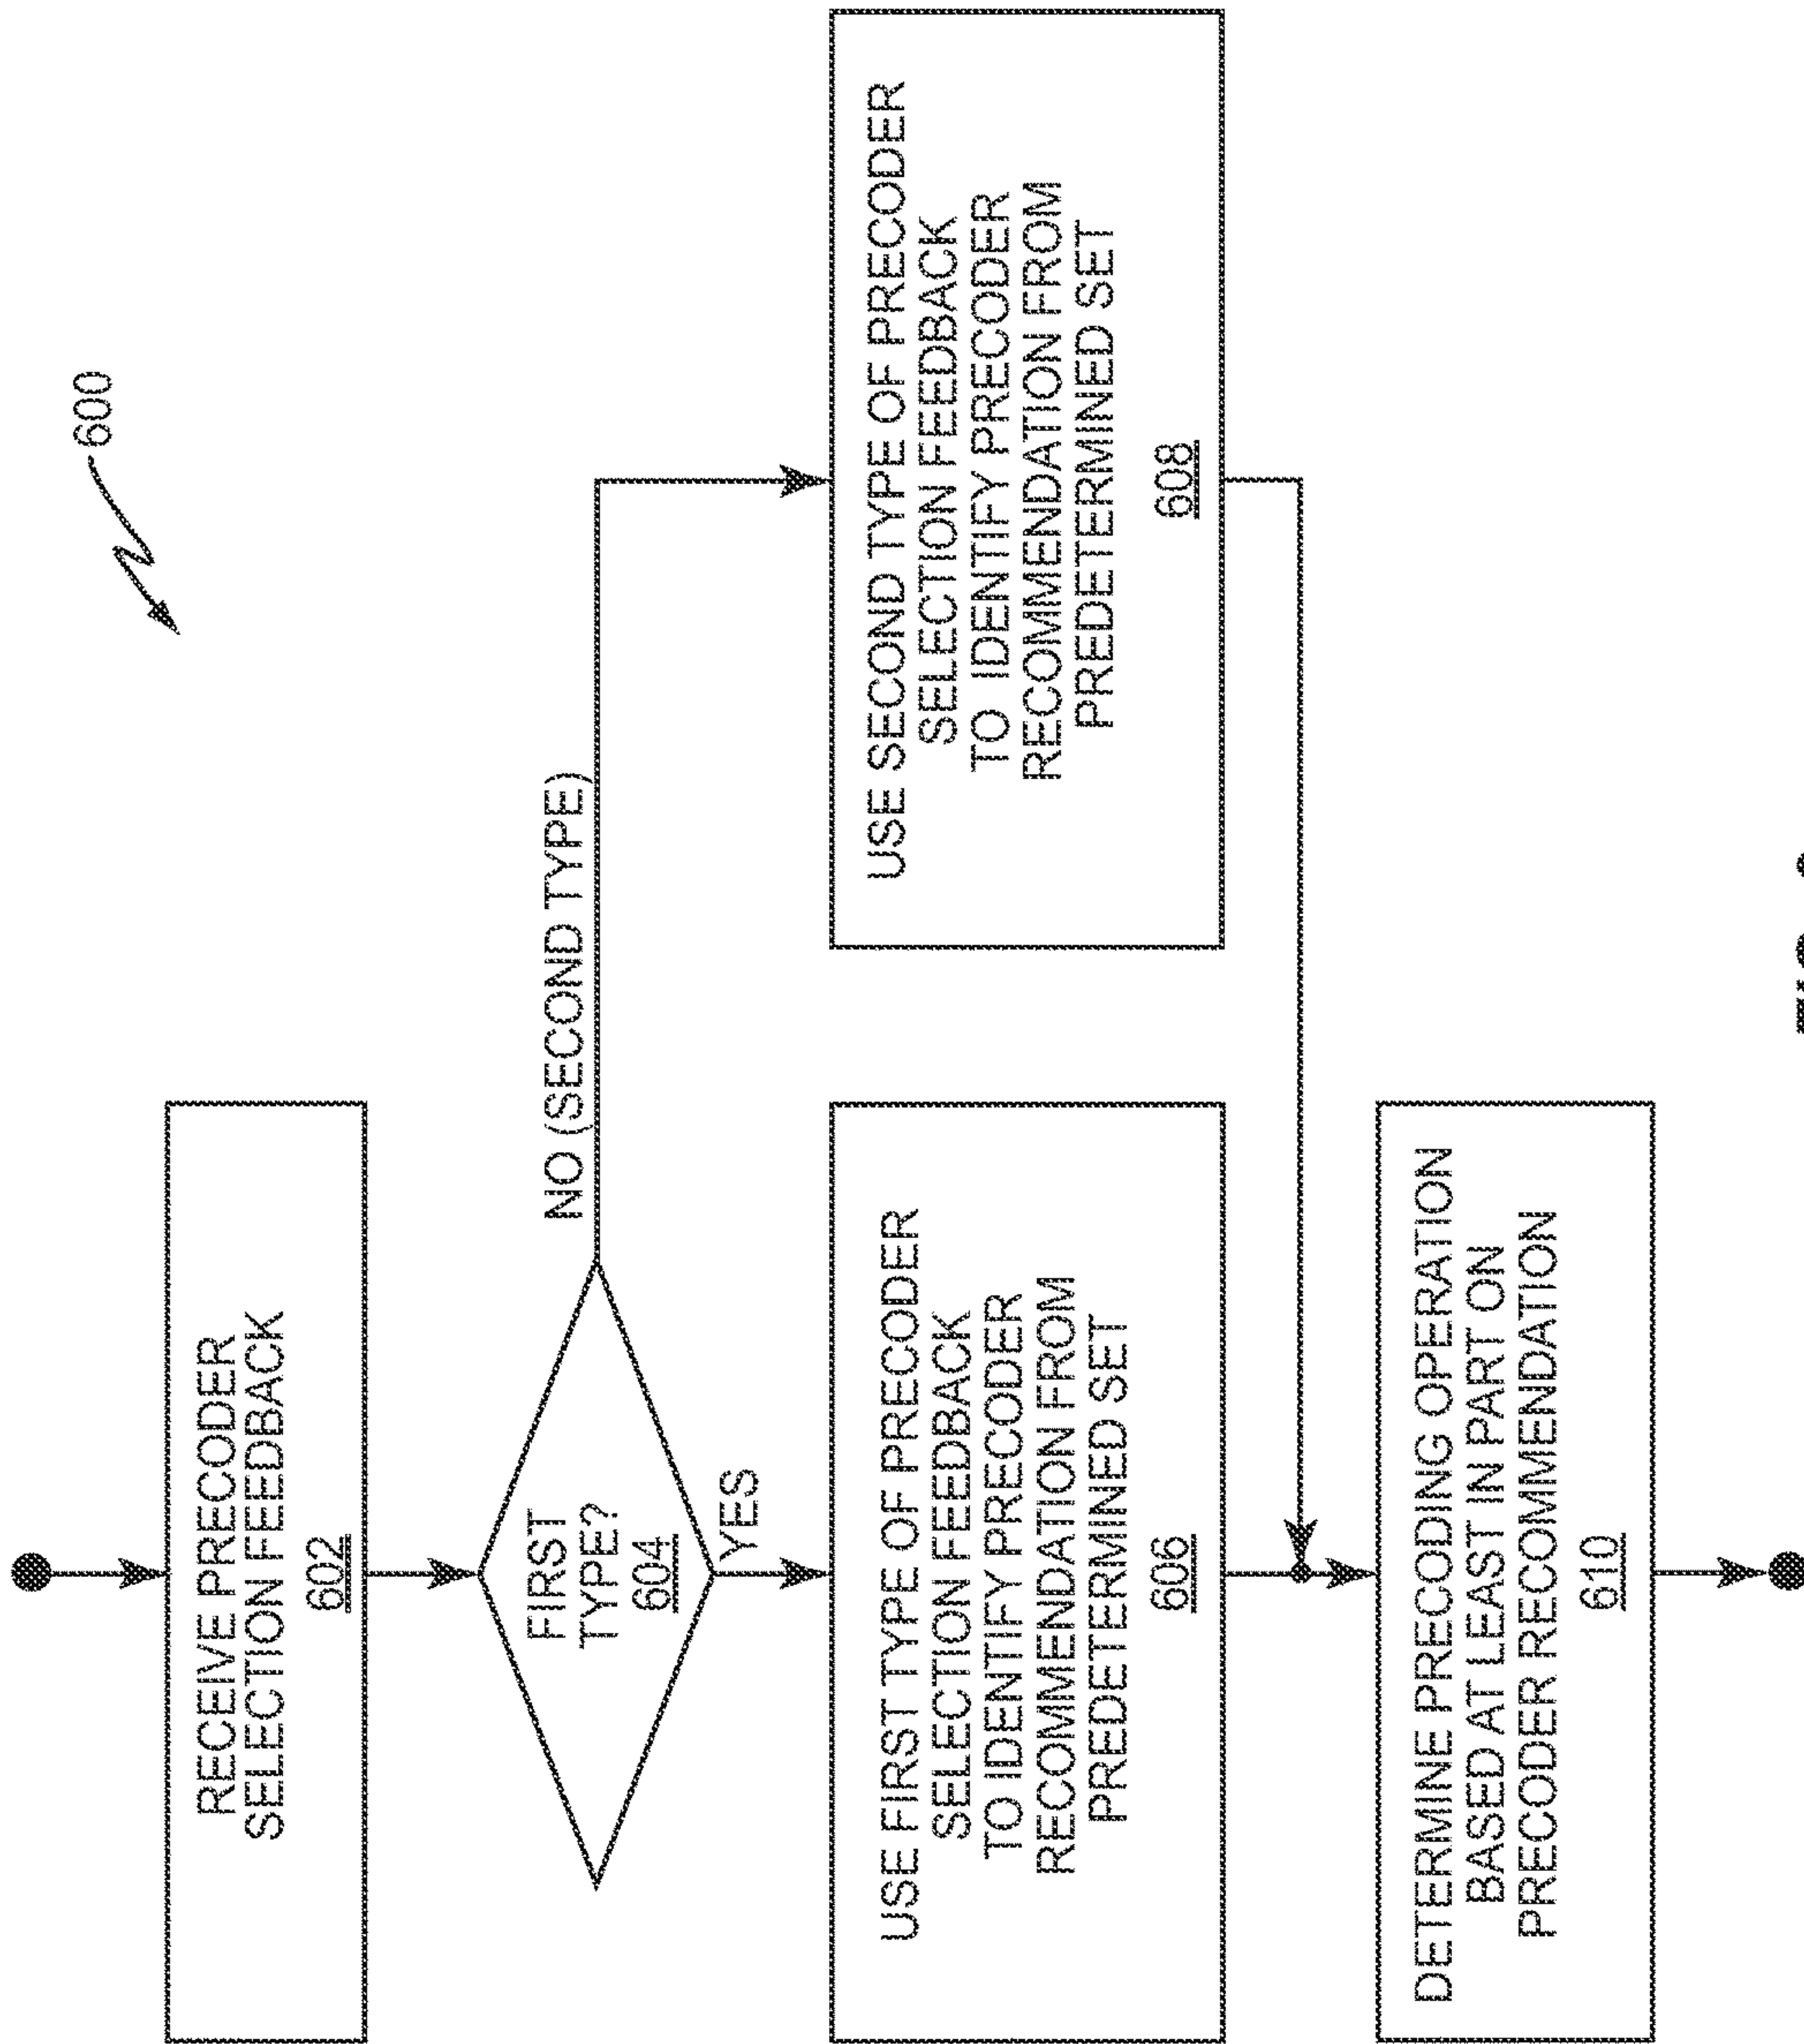 600
RECEIVE PRECODER
SELECTION FEEDBACK
602
FIRST
TYPE?
604
NO (SECOND TYPE)
YES
USE FIRST TYPE OF PRECODER
SELECTION FEEDBACK
TO IDENTIFY PRECODER
RECOMMENDATION FROM
PREDETERMINED SET
606
USE SECOND TYPE OF PRECODER
SELECTION FEEDBACK
TO IDENTIFY PRECODER
RECOMMENDATION FROM
PREDETERMINED SET
608
DETERMINE PRECODING OPERATION
BASED AT LEAST IN PART ON
PRECODER RECOMMENDATION
610